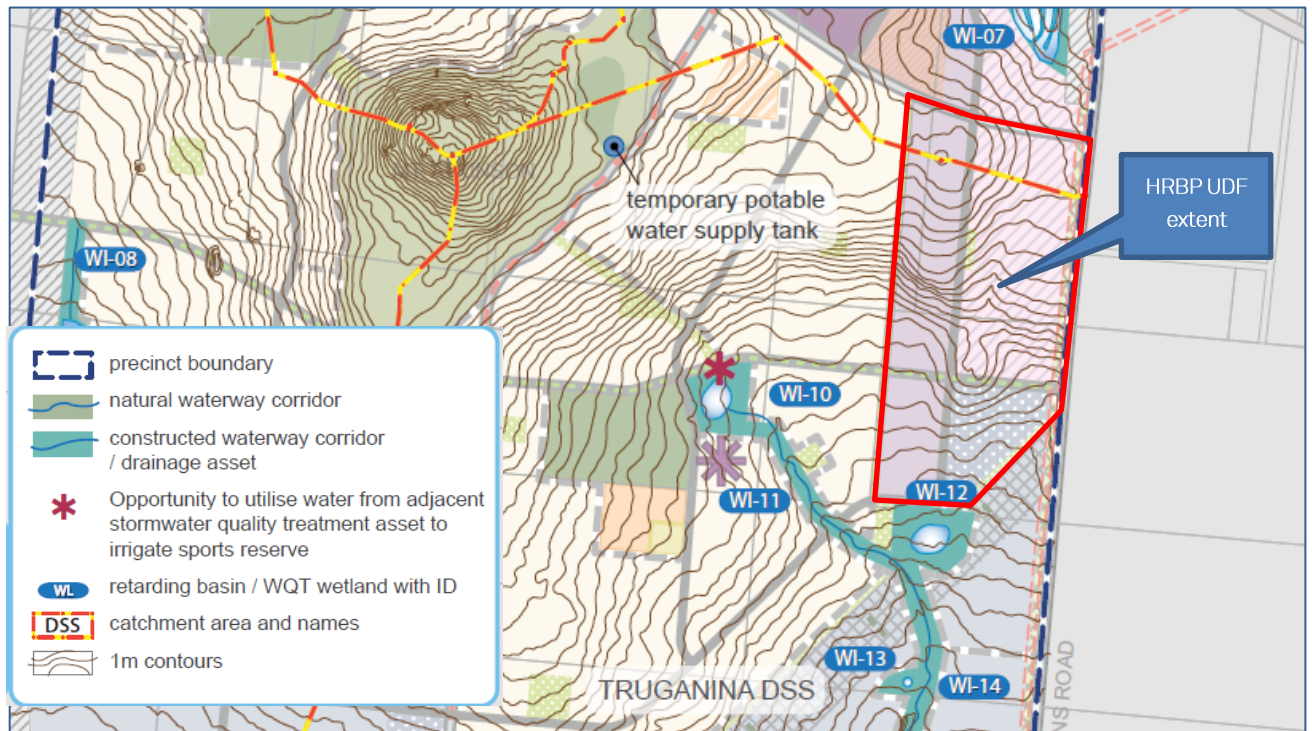 WI-07
HRBP UDF
extent
temporary potable
water supply tank
WI-08
precinct boundary
natural waterway corridor
constructed waterway corridor
/ drainage asset
Opportunity to utilise water from adjacent
stormwater quality treatment asset to
irrigate sports reserve
WL retarding basin / WQT wetland with ID
DSS catchment area and names
1m contours
WI-10
WI-11
WI-12
WI-13
WI-14
TRUGANINA DSS
NS ROAD